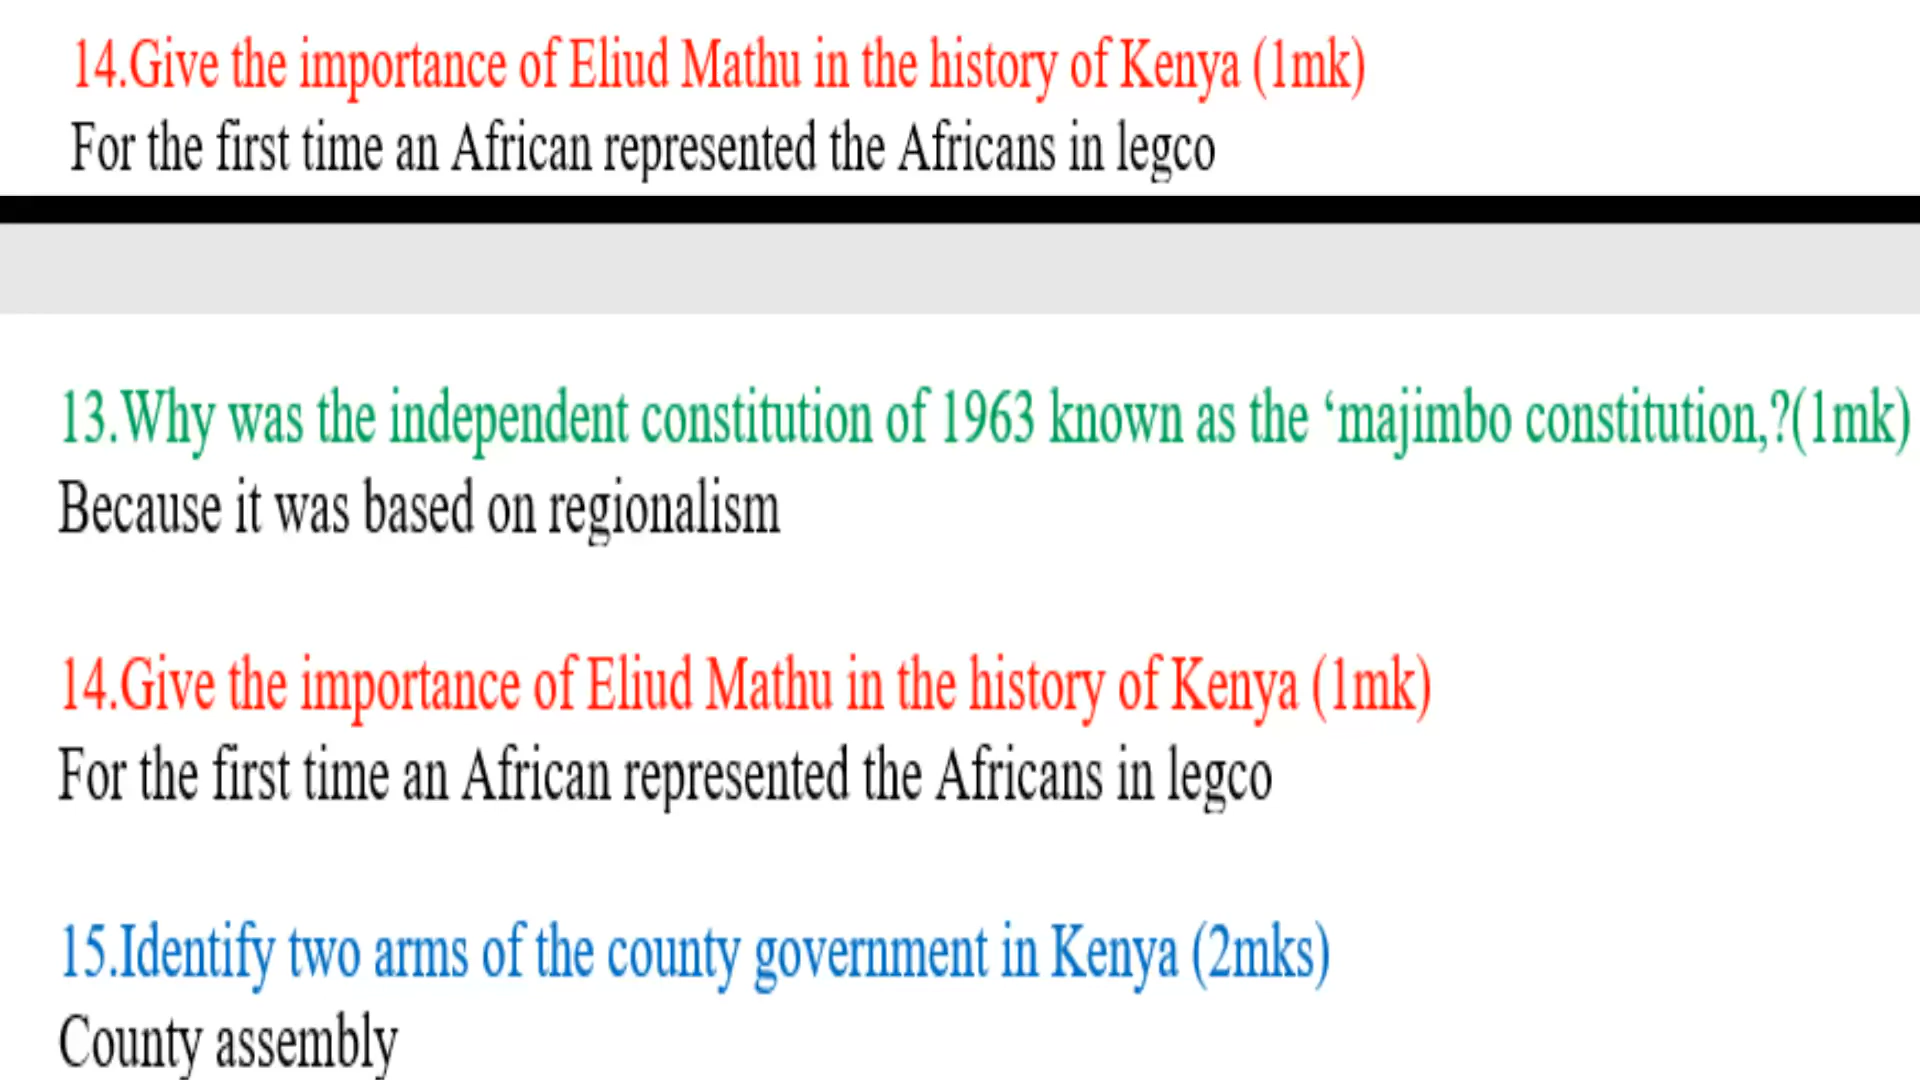 14.Give the importance of Eliud Mathu in the history of Kenya (1mk)
For the first time an African represented the Africans in legco
13.Why was the independent constitution of 1963 known as the ‘majimbo constitution,?(1mk)
Because it was based on regionalism
14.Give the importance of Eliud Mathu in the history of Kenya (1mk)
For the first time an African represented the Africans in legco
15.Identify two arms of the county government in Kenya (2mks)
County assembly